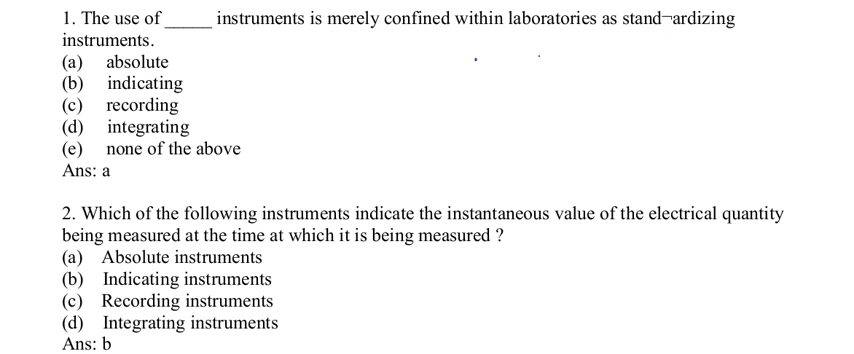 1. The use of _____ instruments is merely confined within laboratories as stand¬ardizing
instruments.
(a) absolute
(b) indicating
(c) recording
(d) integrating
(e) none of the above
Ans: a
2. Which of the following instruments indicate the instantaneous value of the electrical quantity
being measured at the time at which it is being measured ?
(a) Absolute instruments
(b) Indicating instruments
(c) Recording instruments
(d) Integrating instruments
Ans: b